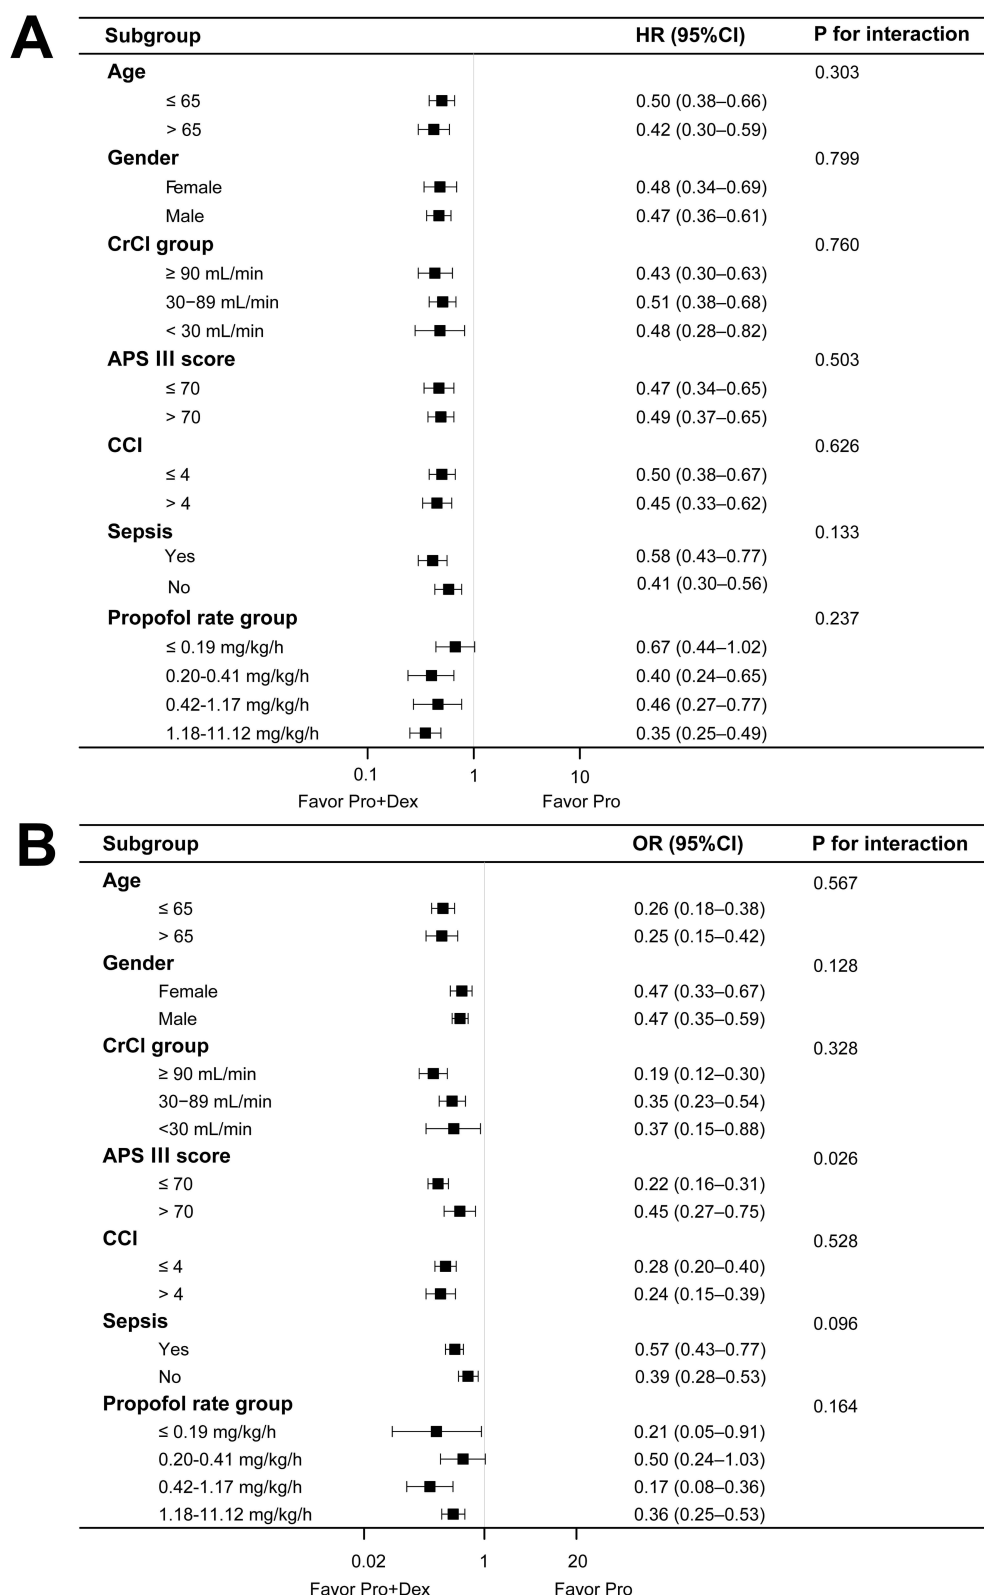 A
Subgroup HR (95%CI) P for interaction
Age 0.303
≤ 65 0.50 (0.38–0.66)
> 65 0.42 (0.30–0.59)
Gender 0.799
Female 0.48 (0.34–0.69)
Male 0.47 (0.36–0.61)
CrCl group 0.760
≥ 90 mL/min 0.43 (0.30–0.63)
30−89 mL/min 0.51 (0.38–0.68)
< 30 mL/min 0.48 (0.28–0.82)
APS III score 0.503
≤ 70 0.47 (0.34–0.65)
> 70 0.49 (0.37–0.65)
CCI 0.626
≤ 4 0.50 (0.38–0.67)
> 4 0.45 (0.33–0.62)
Sepsis 0.133
Yes 0.58 (0.43–0.77)
No 0.41 (0.30–0.56)
Propofol rate group 0.237
≤ 0.19 mg/kg/h 0.67 (0.44–1.02)
0.20-0.41 mg/kg/h 0.40 (0.24–0.65)
0.42-1.17 mg/kg/h 0.46 (0.27–0.77)
1.18-11.12 mg/kg/h 0.35 (0.25–0.49)
0.1 1 10
Favor Pro+Dex Favor Pro
B
Subgroup OR (95%CI) P for interaction
Age 0.567
≤ 65 0.26 (0.18–0.38)
> 65 0.25 (0.15–0.42)
Gender 0.128
Female 0.47 (0.33–0.67)
Male 0.47 (0.35–0.59)
CrCl group 0.328
≥ 90 mL/min 0.19 (0.12–0.30)
30−89 mL/min 0.35 (0.23–0.54)
<30 mL/min 0.37 (0.15–0.88)
APS III score 0.026
≤ 70 0.22 (0.16–0.31)
> 70 0.45 (0.27–0.75)
CCI 0.528
≤ 4 0.28 (0.20–0.40)
> 4 0.24 (0.15–0.39)
Sepsis 0.096
Yes 0.57 (0.43–0.77)
No 0.39 (0.28–0.53)
Propofol rate group 0.164
≤ 0.19 mg/kg/h 0.21 (0.05–0.91)
0.20-0.41 mg/kg/h 0.50 (0.24–1.03)
0.42-1.17 mg/kg/h 0.17 (0.08–0.36)
1.18-11.12 mg/kg/h 0.36 (0.25–0.53)
0.02 1 20
Favor Pro+Dex Favor Pro